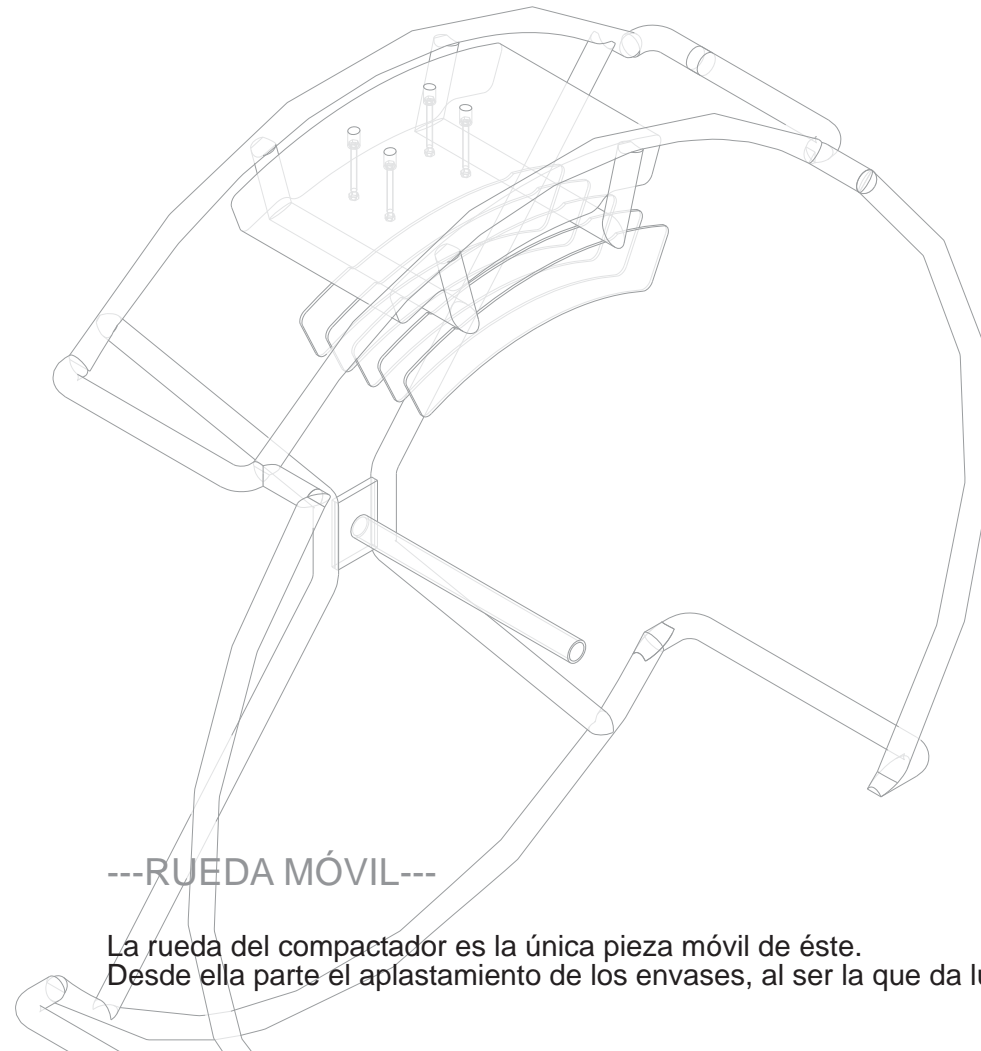 ---RUEDA MÓVIL---
La rueda del compactador es la única pieza móvil de éste.
Desde ella parte el aplastamiento de los envases, al ser la que da